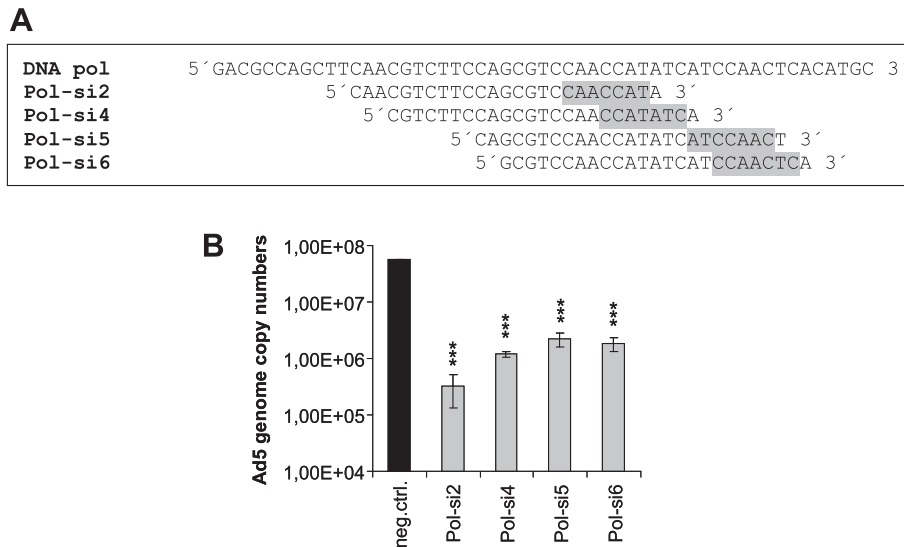 A
DNA pol 5´GACGCCAGCTTCAACGTCTTCCAGCGTCCAACCATATCATCCAACTCACATGC 3
Pol-si2 5´CAACGTCTTCCAGCGTCCAACCATA 3´
Pol-si4 5´CGTCTTCCAGCGTCCAACCATATCA 3´
Pol-si5 5´CAGCGTCCAACCATATCATCCAACT 3´
Pol-si6 5´GCGTCCAACCATATCATCCAACTCA 3´
B
Ad5 genome copy numbers
1,00E+08
1,00E+07
1,00E+06
1,00E+05
1,00E+04
***
***
***
***
neg.ctrl.
Pol-si2
Pol-si4
Pol-si5
Pol-si6